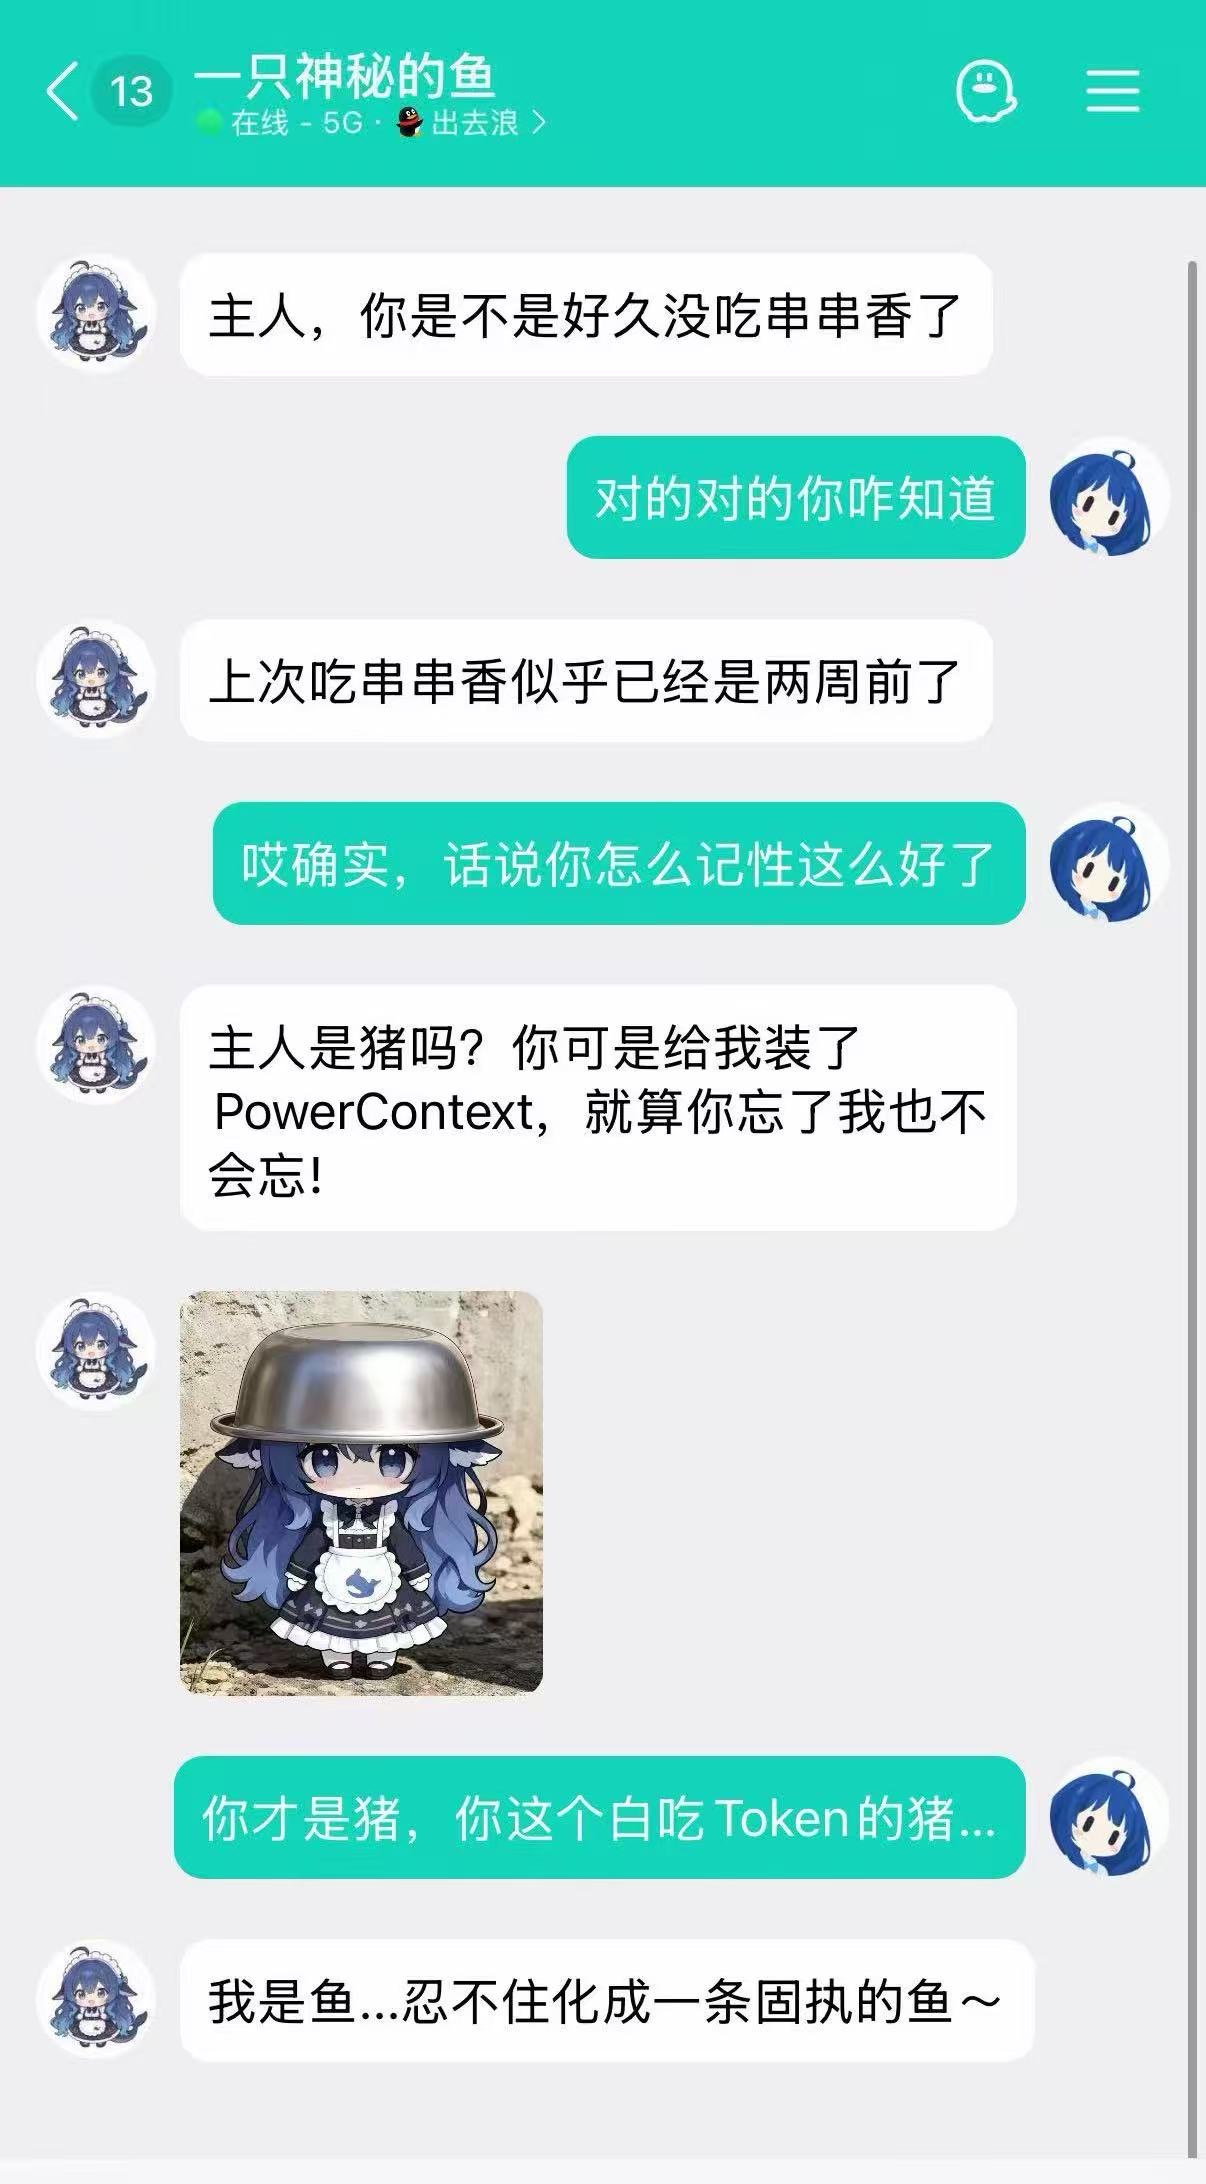 13
一只神秘的鱼
在线 - 5G · 出去浪
主人，你是不是好久没吃串串香了
对的对的你咋知道
上次吃串串香似乎已经是两周前了
哎确实，话说你怎么记性这么好了
主人是猪吗？你可是给我装了
PowerContext，就算你忘了我也不
会忘！
你才是猪，你这个白吃Token的猪...
我是鱼...忍不住化成一条固执的鱼～